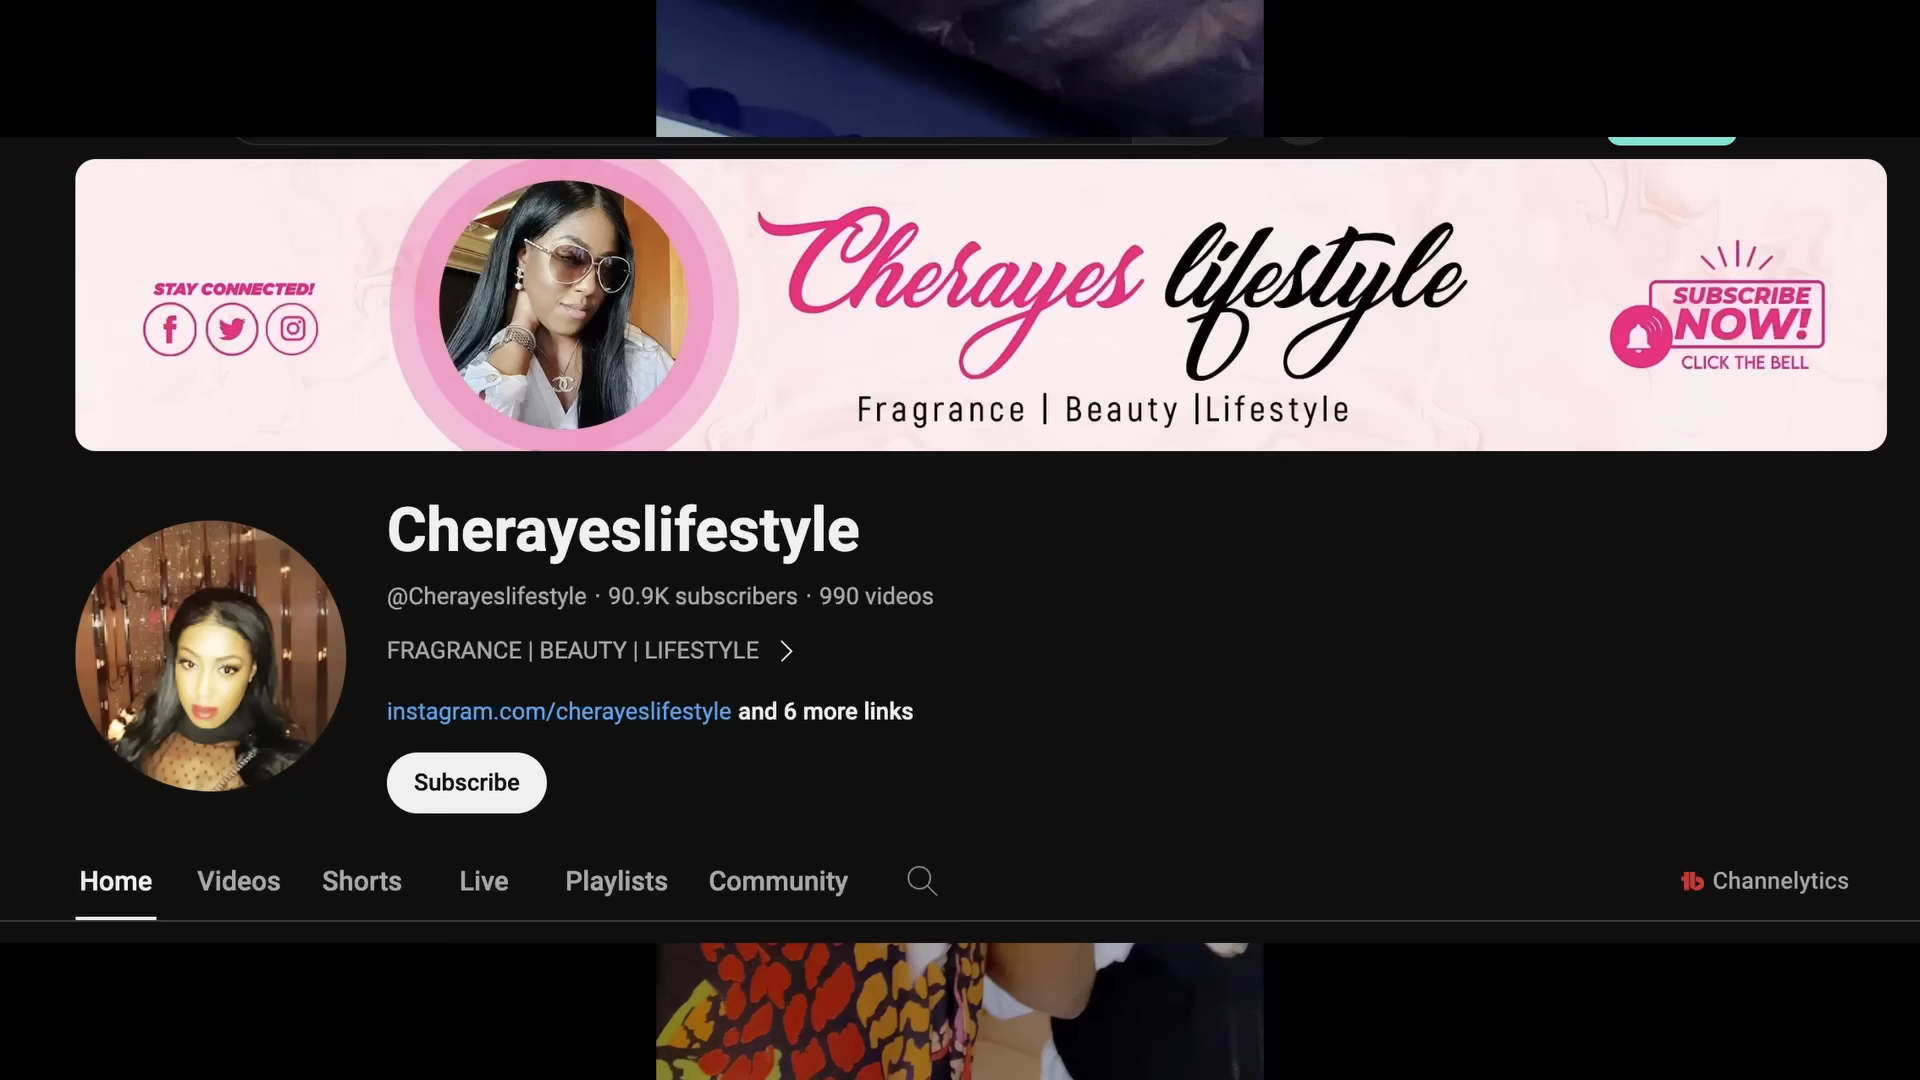 STAY CONNECTED!
Cherayes lifestyle
Fragrance | Beauty |Lifestyle
SUBSCRIBE
NOW!
CLICK THE BELL
Cherayeslifestyle
@Cherayeslifestyle · 90.9K subscribers · 990 videos
FRAGRANCE | BEAUTY | LIFESTYLE
instagram.com/cherayeslifestyle and 6 more links
Subscribe
Home Videos Shorts Live Playlists Community
Channelytics